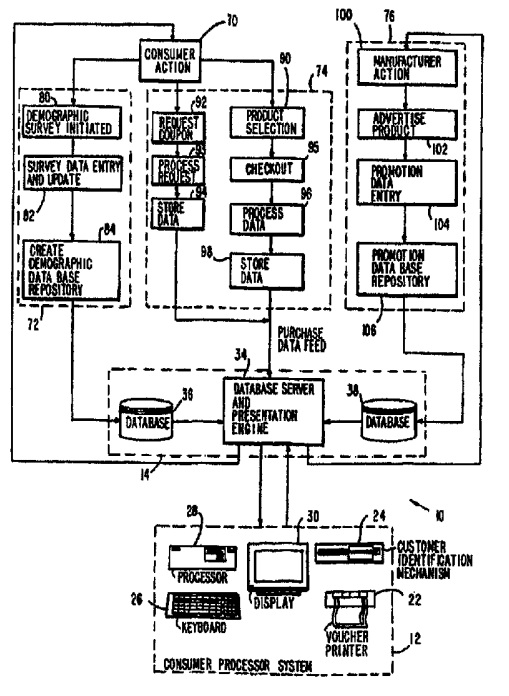 70
CONSUMER
ACTION
100
76
MANUFACTURER
ACTION
80
DEMOGRAPHIC
SURVEY INITIATED
92
REQUEST
COUPON
90
74
PRODUCT
SELECTION
ADVERTISE
PRODUCT
102
SURVEY DATA ENTRY
AND UPDATE
82
93
PROCESS
REQUEST
95
CHECKOUT
PROMOTION
DATA
ENTRY
104
94
STORE
DATA
96
PROCESS
DATA
84
CREATE
DEMOGRAPHIC
DATA BASE
REPOSITORY
72
98
STORE
DATA
PROMOTION
DATA BASE
REPOSITORY
106
PURCHASE
DATA FEED
34
DATABASE SERVER
AND
PRESENTATION
ENGINE
36
DATABASE
38
DATABASE
14
10
28
PROCESSOR
30
DISPLAY
24
CUSTOMER
IDENTIFICATION
MECHANISM
26
KEYBOARD
22
VOUCHER
PRINTER
12
CONSUMER PROCESSOR SYSTEM